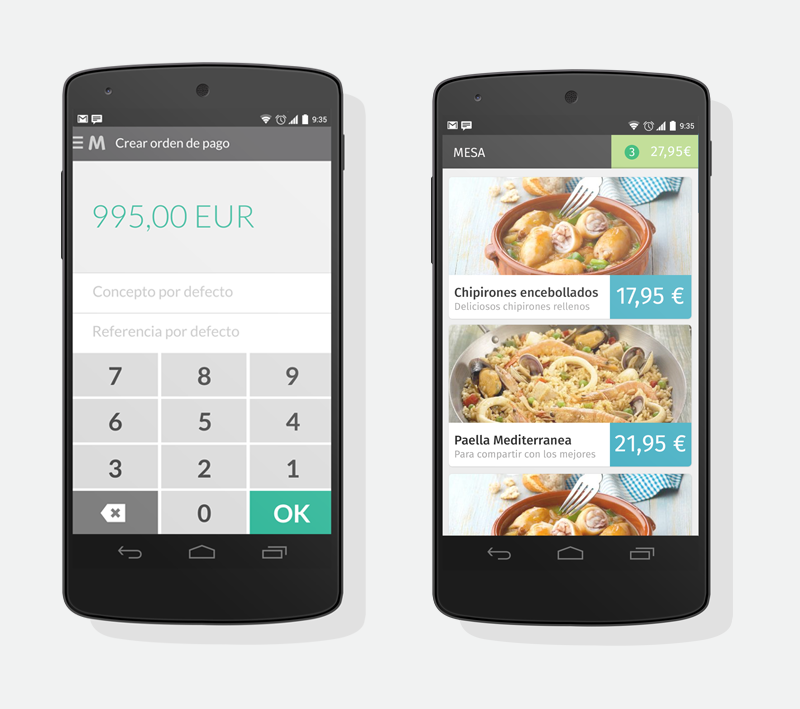 9:35
M Crear orden de pago
995,00 EUR
Concepto por defecto
Referencia por defecto
7 8 9
6 5 4
3 2 1
0 OK
9:35
MESA 3 27,95€
Chipirones encebollados 17,95 €
Deliciosos chipirones rellenos
Paella Mediterranea 21,95 €
Para compartir con los mejores